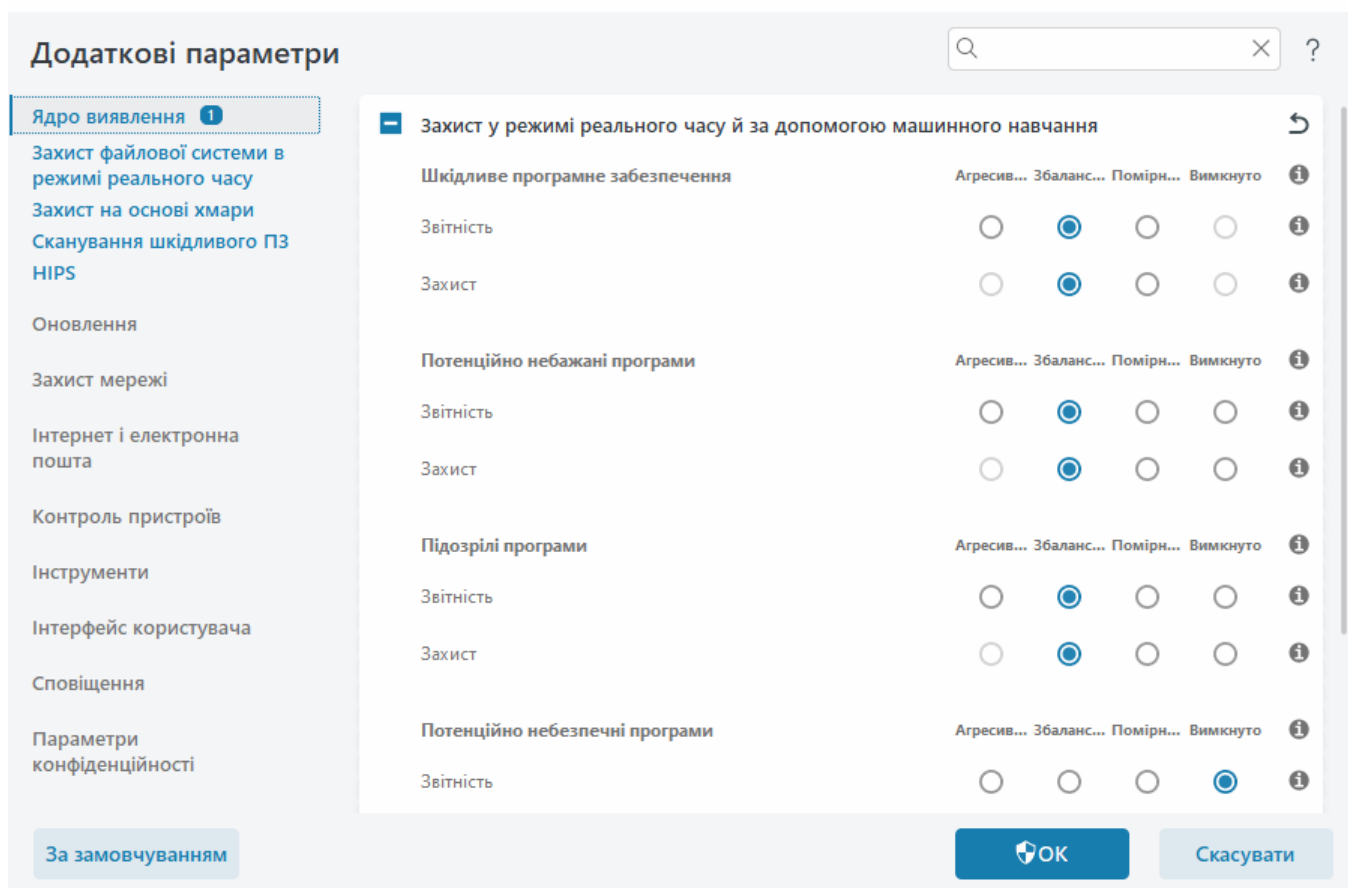 Додаткові параметри
?
Ядро виявлення 1
Захист файлової системи в
режимі реального часу
Захист на основі хмари
Сканування шкідливого ПЗ
HIPS
Оновлення
Захист мережі
Інтернет і електронна
пошта
Контроль пристроїв
Інструменти
Інтерфейс користувача
Сповіщення
Параметри
конфіденційності
Захист у режимі реального часу й за допомогою машинного навчання
Шкідливе програмне забезпечення Агресив... Збаланс... Помірн... Вимкнуто
Звітність
Захист
Потенційно небажані програми Агресив... Збаланс... Помірн... Вимкнуто
Звітність
Захист
Підозрілі програми Агресив... Збаланс... Помірн... Вимкнуто
Звітність
Захист
Потенційно небезпечні програми Агресив... Збаланс... Помірн... Вимкнуто
Звітність
За замовчуванням
ОК
Скасувати